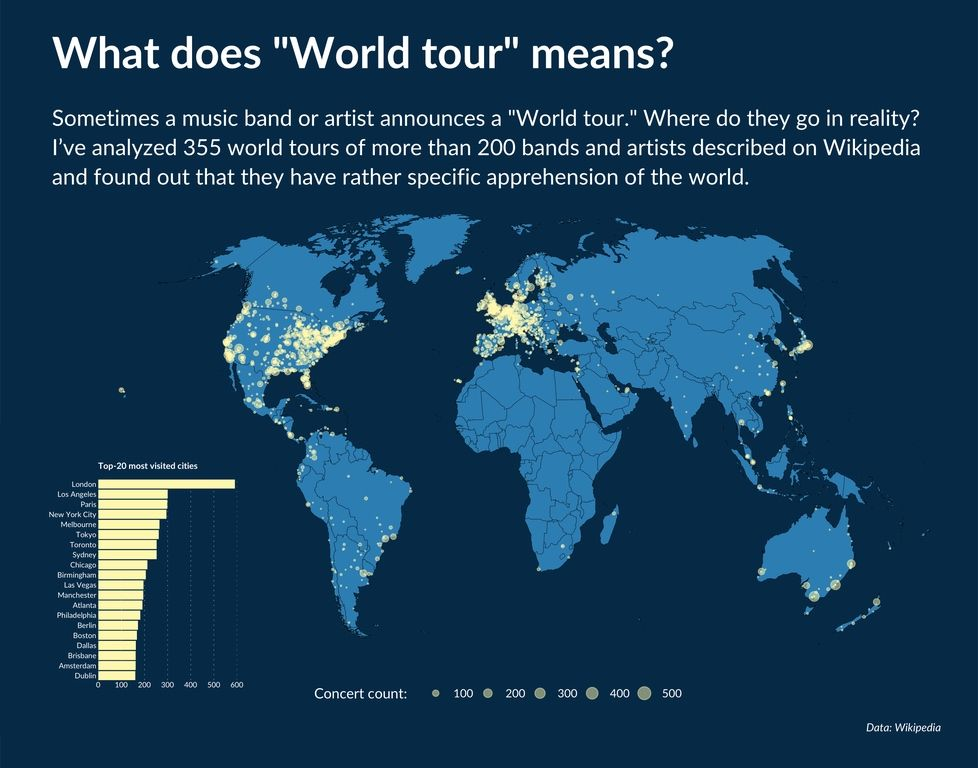 What does "World tour" means?
Sometimes a music band or artist announces a "World tour." Where do they go in reality?
I've analyzed 355 world tours of more than 200 bands and artists described on Wikipedia
and found out that they have rather specific apprehension of the world.
Top-20 most visited cities
London
Los Angeles
Paris
New York City
Melbourne
Tokyo
Toronto
Sydney
Chicago
Birmingham
Las Vegas
Manchester
Atlanta
Philadelphia
Berlin
Boston
Dallas
Brisbane
Amsterdam
Dublin
0 100 200 300 400 500 600
Concert count: 100 200 300 400 500
Data: Wikipedia